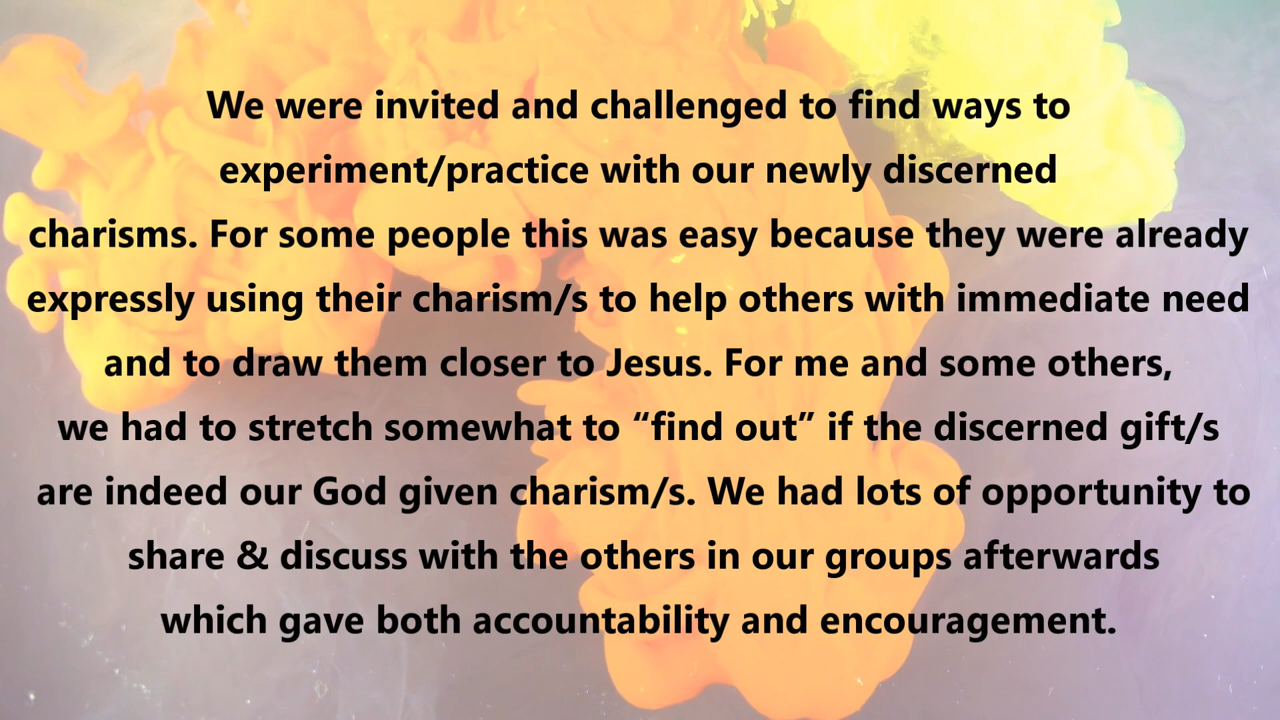 We were invited and challenged to find ways to
experiment/practice with our newly discerned
charisms. For some people this was easy because they were already
expressly using their charism/s to help others with immediate need
and to draw them closer to Jesus. For me and some others,
we had to stretch somewhat to “find out” if the discerned gift/s
are indeed our God given charism/s. We had lots of opportunity to
share & discuss with the others in our groups afterwards
which gave both accountability and encouragement.